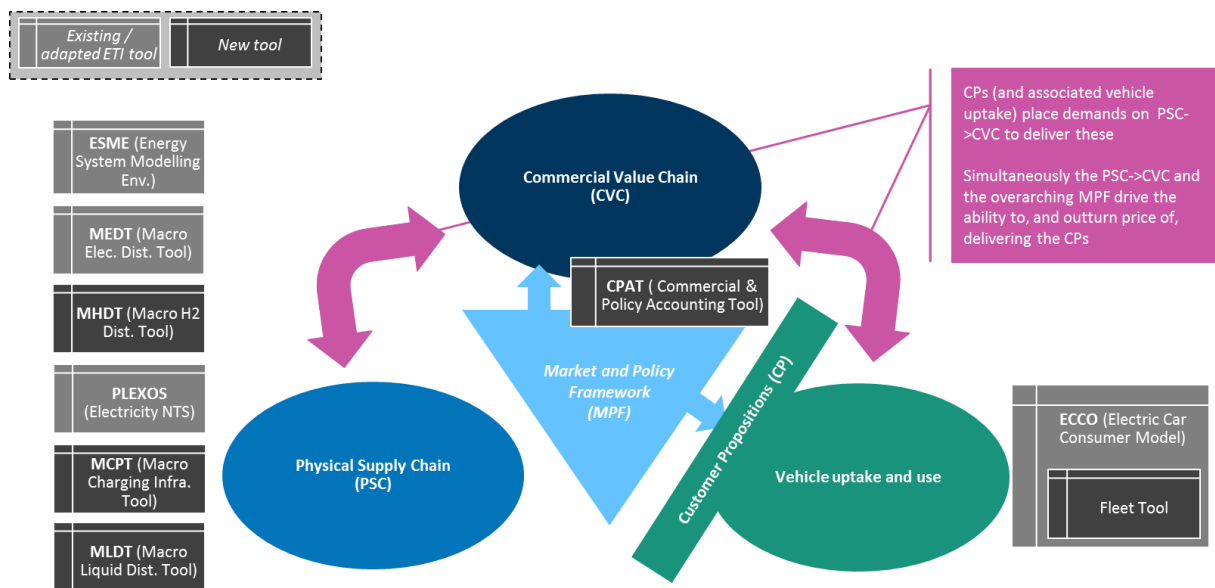 Existing /
adapted ETI tool
New tool
ESME (Energy
System Modelling
Env.)
MEDT (Macro
Elec. Dist. Tool)
MHDT (Macro H2
Dist. Tool)
PLEXOS
(Electricity NTS)
MCPT (Macro
Charging Infra.
Tool)
MLDT (Macro
Liquid Dist. Tool)
Commercial Value Chain
(CVC)
CPAT ( Commercial &
Policy Accounting Tool)
Market and Policy
Framework
(MPF)
Physical Supply Chain
(PSC)
Customer Propositions (CP)
Vehicle uptake and use
CPs (and associated vehicle
uptake) place demands on PSC-
>CVC to deliver these
Simultaneously the PSC->CVC and
the overarching MPF drive the
ability to, and outturn price of,
delivering the CPs
ECCO (Electric Car
Consumer Model)
Fleet Tool